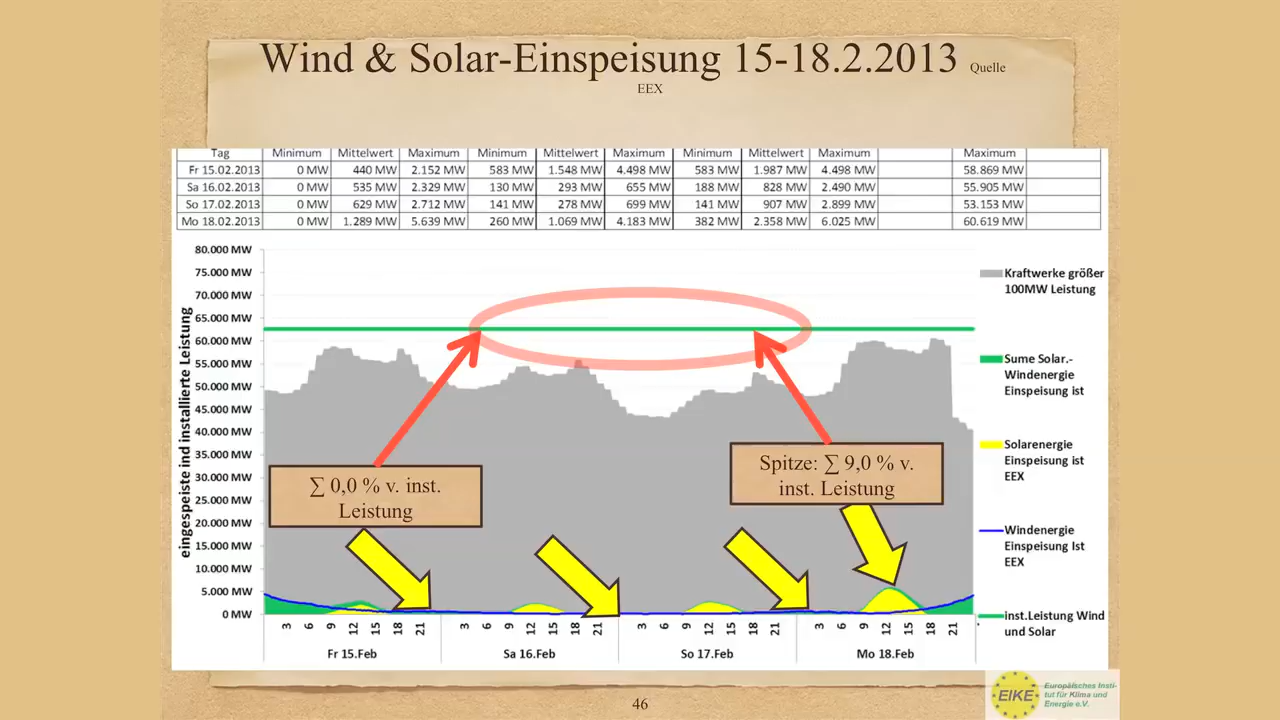 Wind & Solar-Einspeisung 15-18.2.2013 Quelle
EEX
Tag Minimum Mittelwert Maximum Minimum Mittelwert Maximum Minimum Mittelwert Maximum Maximum
Fr 15.02.2013 0 MW 440 MW 2.152 MW 583 MW 1.548 MW 4.498 MW 583 MW 1.987 MW 4.498 MW 58.869 MW
Sa 16.02.2013 0 MW 535 MW 2.329 MW 130 MW 293 MW 655 MW 188 MW 828 MW 2.490 MW 55.905 MW
So 17.02.2013 0 MW 629 MW 2.712 MW 141 MW 278 MW 699 MW 141 MW 907 MW 2.899 MW 53.153 MW
Mo 18.02.2013 0 MW 1.289 MW 5.639 MW 260 MW 1.069 MW 4.183 MW 382 MW 2.358 MW 6.025 MW 60.619 MW
eingespeiste ind installierte Leistung
80.000 MW
75.000 MW
70.000 MW
65.000 MW
60.000 MW
55.000 MW
50.000 MW
45.000 MW
40.000 MW
35.000 MW
30.000 MW
25.000 MW
20.000 MW
15.000 MW
10.000 MW
5.000 MW
0 MW
∑ 0,0 % v. inst.
Leistung
Spitze: ∑ 9,0 % v.
inst. Leistung
3 6 9 12 15 18 21 3 6 9 12 15 18 21 3 6 9 12 15 18 21 3 6 9 12 15 18 21
Fr 15.Feb Sa 16.Feb So 17.Feb Mo 18.Feb
Kraftwerke größer
100MW Leistung
Sume Solar.-
Windenergie
Einspeisung ist
Solarenergie
Einspeisung ist
EEX
Windenergie
Einspeisung Ist
EEX
inst.Leistung Wind
und Solar
46
EIKE
Europäisches Insti-
tut für Klima und
Energie e.V.